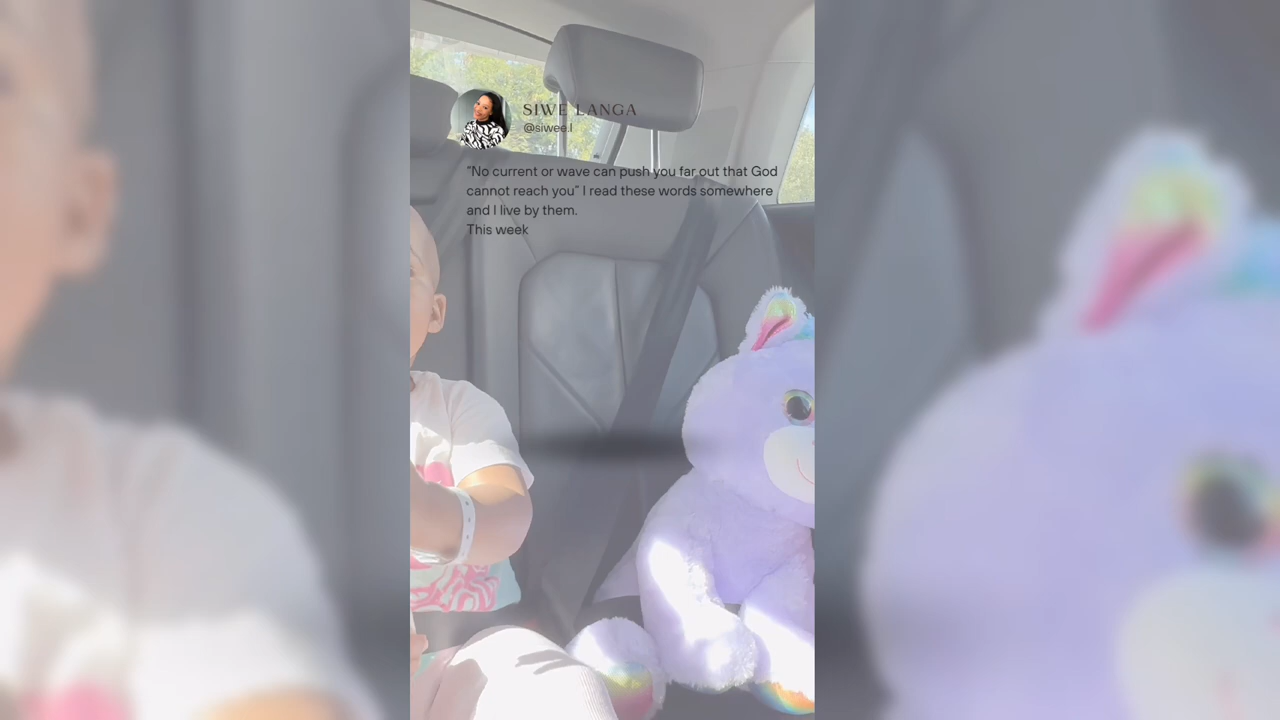 SIWE LANGA
@siwee.l
"No current or wave can push you far out that God
cannot reach you" I read these words somewhere
and I live by them.
This week